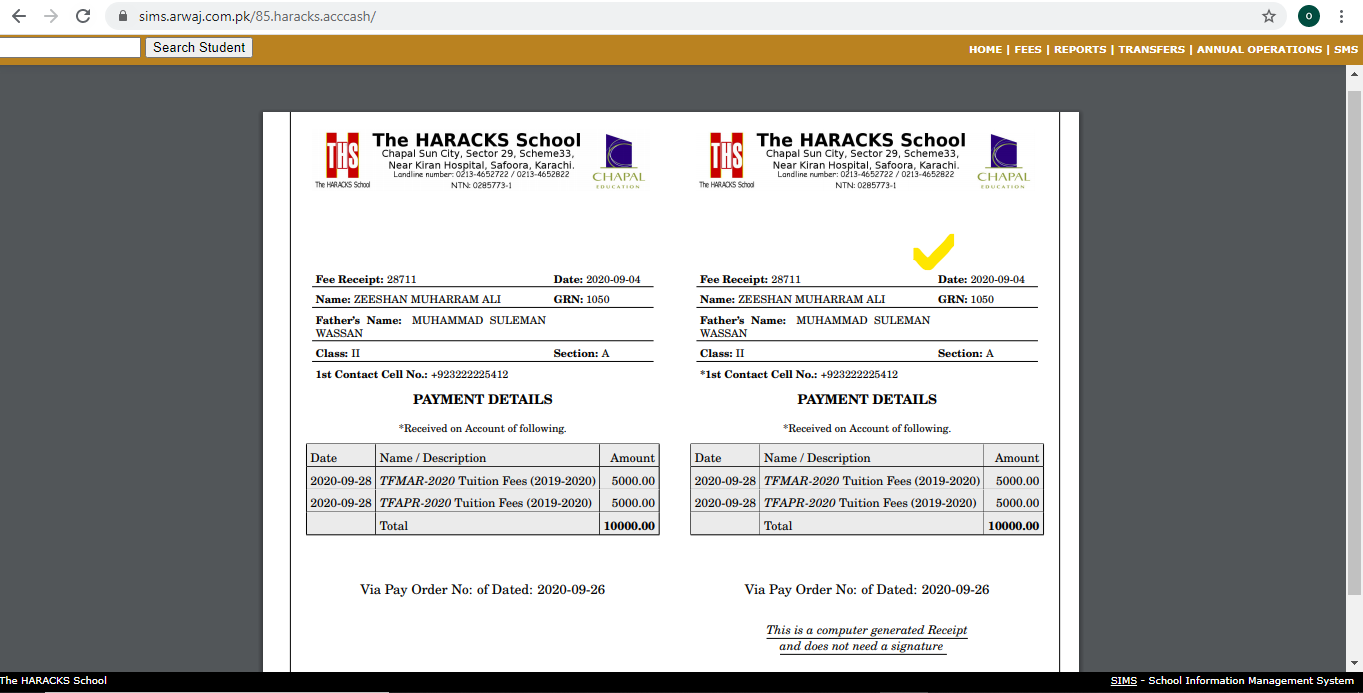 sims.arwaj.com.pk/85.haracks.acccash/
O
Search Student
HOME | FEES | REPORTS | TRANSFERS | ANNUAL OPERATIONS | SMS
THS
The HARACKS School
The HARACKS School
Chapal Sun City, Sector 29, Scheme33,
Near Kiran Hospital, Safoora, Karachi.
Landline number: 0213-4652722 / 0213-4652822
NTN: 0285773-1
CHAPAL
EDUCATION
Fee Receipt: 28711 Date: 2020-09-04
Name: ZEESHAN MUHARRAM ALI GRN: 1050
Father's Name: MUHAMMAD SULEMAN
WASSAN
Class: II Section: A
1st Contact Cell No.: +923222225412
PAYMENT DETAILS
*Received on Account of following.
Date Name / Description Amount
2020-09-28 TFMAR-2020 Tuition Fees (2019-2020) 5000.00
2020-09-28 TFAPR-2020 Tuition Fees (2019-2020) 5000.00
Total 10000.00
Via Pay Order No: of Dated: 2020-09-26
THS
The HARACKS School
The HARACKS School
Chapal Sun City, Sector 29, Scheme33,
Near Kiran Hospital, Safoora, Karachi.
Landline number: 0213-4652722 / 0213-4652822
NTN: 0285773-1
CHAPAL
EDUCATION
Fee Receipt: 28711 Date: 2020-09-04
Name: ZEESHAN MUHARRAM ALI GRN: 1050
Father's Name: MUHAMMAD SULEMAN
WASSAN
Class: II Section: A
*1st Contact Cell No.: +923222225412
PAYMENT DETAILS
*Received on Account of following.
Date Name / Description Amount
2020-09-28 TFMAR-2020 Tuition Fees (2019-2020) 5000.00
2020-09-28 TFAPR-2020 Tuition Fees (2019-2020) 5000.00
Total 10000.00
Via Pay Order No: of Dated: 2020-09-26
This is a computer generated Receipt
and does not need a signature
The HARACKS School
SIMS - School Information Management System